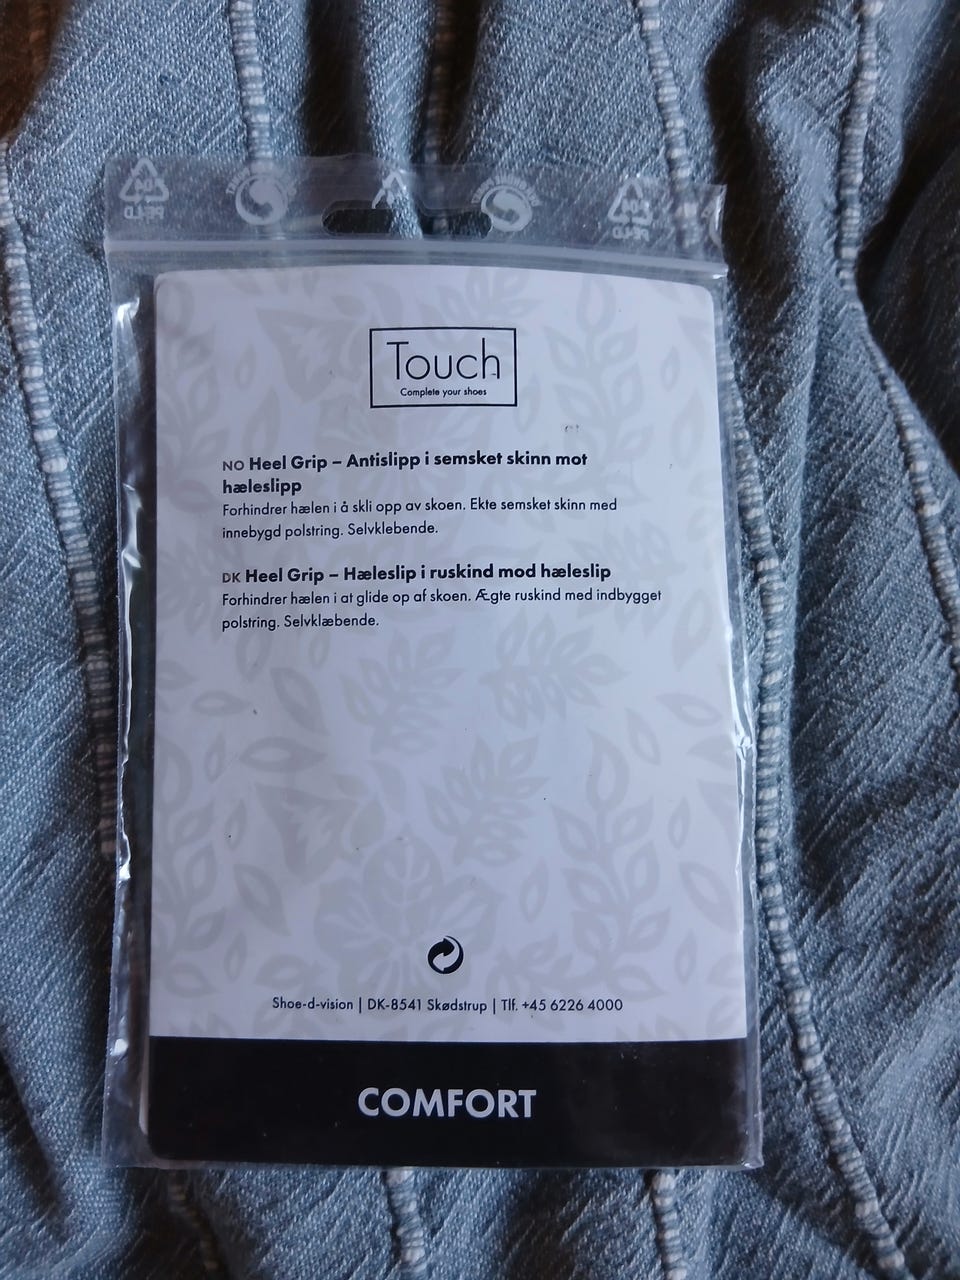 Touch
Complete your shoes
NO Heel Grip – Antislipp i semsket skinn mot
hæleslipp
Forhindrer hælen i å skli opp av skoen. Ekte semsket skinn med
innebygd polstring. Selvklebende.
DK Heel Grip – Hæleslip i ruskind mod hæleslip
Forhindrer hælen i at glide op af skoen. Ægte ruskind med indbygget
polstring. Selvklæbende.
Shoe-d-vision | DK-8541 Skødstrup | Tlf. +45 6226 4000
COMFORT